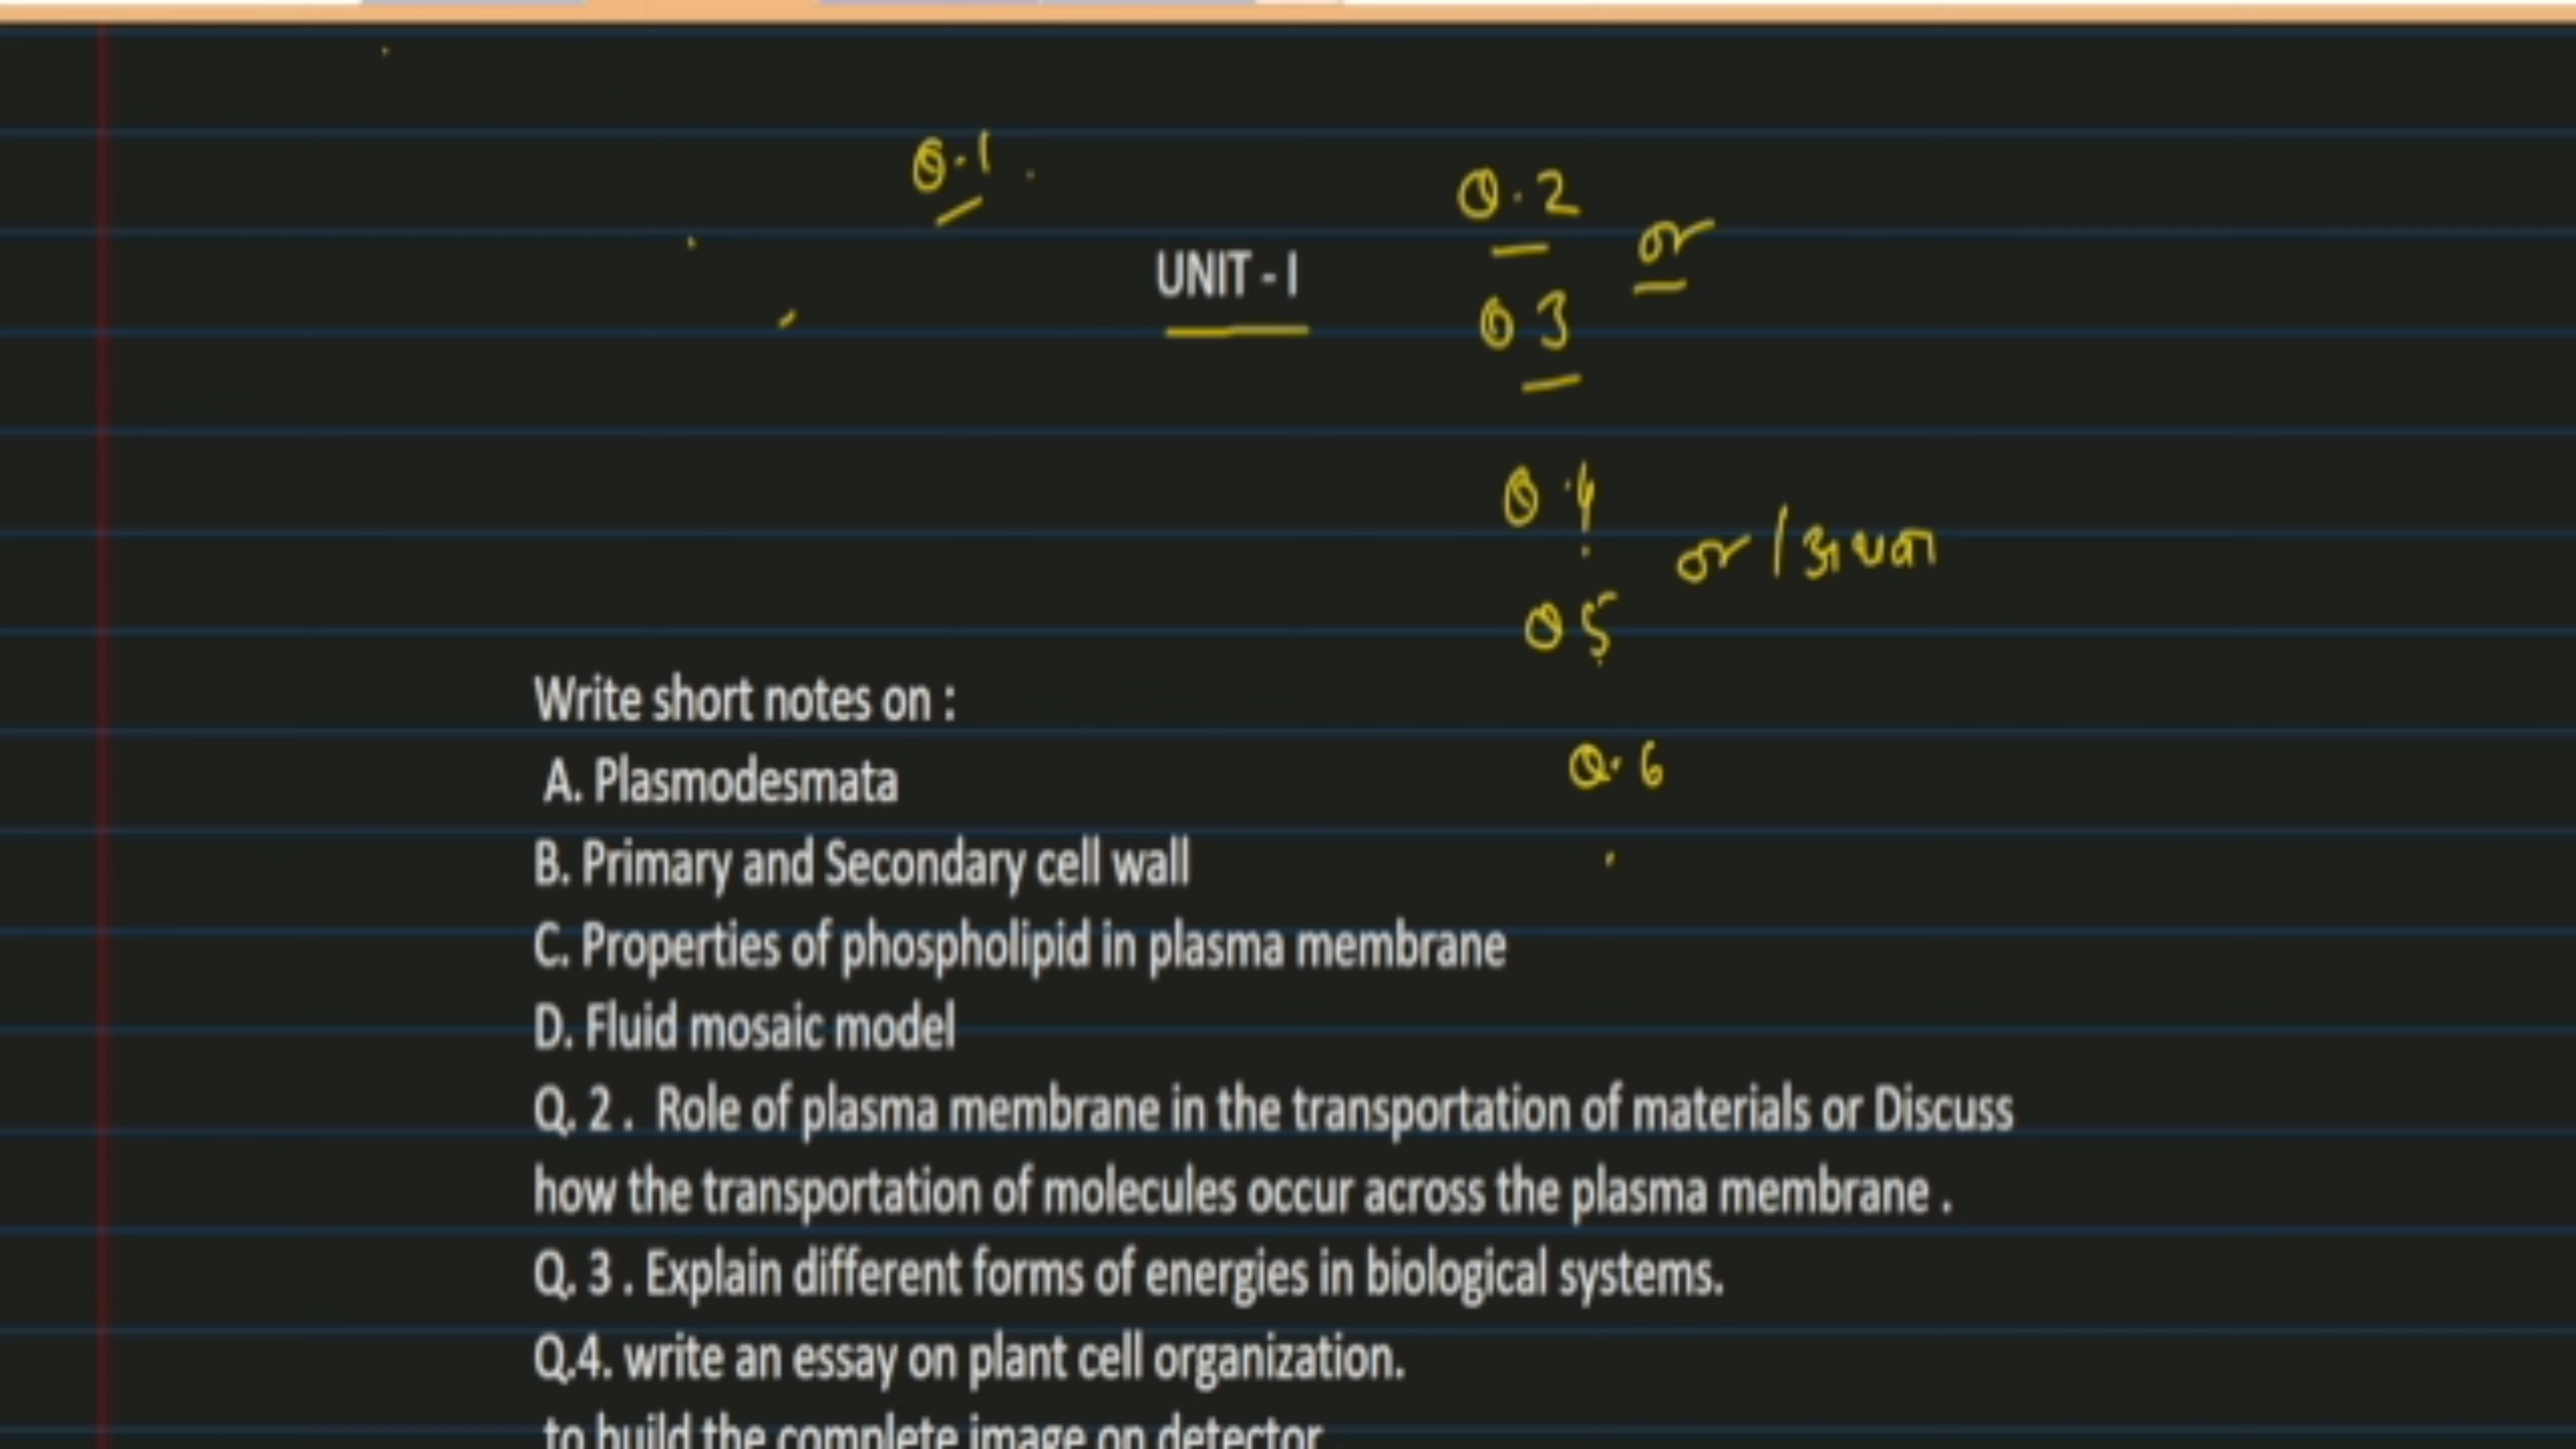 Q.1
Q.2
or
UNIT - I
Q 3
Q.4
or / अथवा
Q 5
Write short notes on :
Q.6
A. Plasmodesmata
B. Primary and Secondary cell wall
C. Properties of phospholipid in plasma membrane
D. Fluid mosaic model
Q. 2 . Role of plasma membrane in the transportation of materials or Discuss
how the transportation of molecules occur across the plasma membrane .
Q. 3 . Explain different forms of energies in biological systems.
Q.4. write an essay on plant cell organization.
to build the complete image on detector